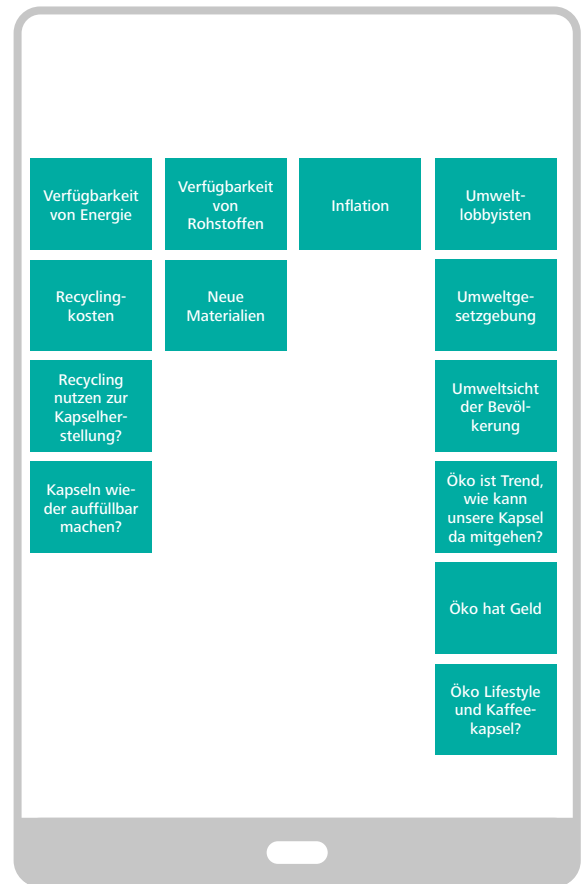 Verfügbarkeit
von Energie
Verfügbarkeit
von
Rohstoffen
Inflation
Umwelt-
lobbyisten
Recycling-
kosten
Neue
Materialien
Umweltge-
setzgebung
Recycling
nutzen zur
Kapselher-
stellung?
Umweltsicht
der Bevöl-
kerung
Kapseln wie-
der auffüllbar
machen?
Öko ist Trend,
wie kann
unsere Kapsel
da mitgehen?
Öko hat Geld
Öko Lifestyle
und Kaffee-
kapsel?